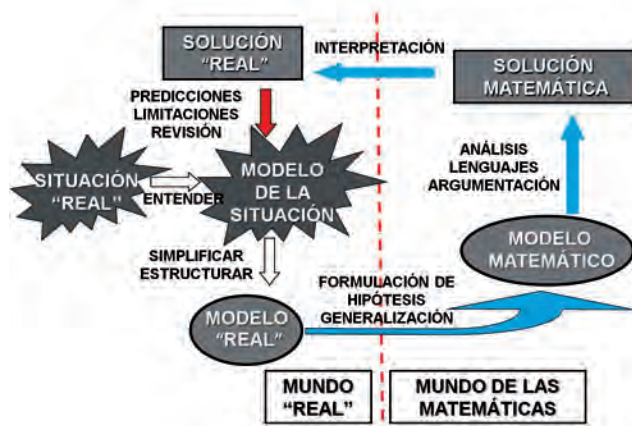 SOLUCIÓN
“REAL”
INTERPRETACIÓN
SOLUCIÓN
MATEMÁTICA
PREDICCIONES
LIMITACIONES
REVISIÓN
ANÁLISIS
LENGUAJES
ARGUMENTACIÓN
SITUACIÓN
“REAL”
ENTENDER
MODELO
DE LA
SITUACIÓN
SIMPLIFICAR
ESTRUCTURAR
MODELO
MATEMÁTICO
FORMULACIÓN DE
HIPÓTESIS
GENERALIZACIÓN
MODELO
“REAL”
MUNDO
“REAL”
MUNDO DE LAS
MATEMÁTICAS